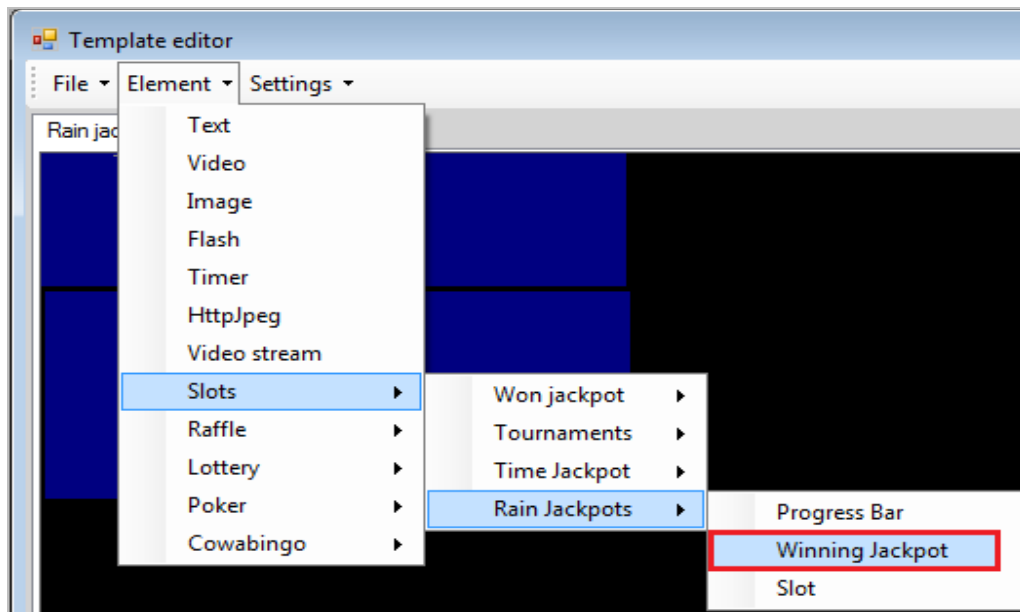 Template editor
File Element Settings
Rain jac
Text
Video
Image
Flash
Timer
HttpJpeg
Video stream
Slots
Raffle
Lottery
Poker
Cowabingo
Won jackpot
Tournaments
Time Jackpot
Rain Jackpots
Progress Bar
Winning Jackpot
Slot